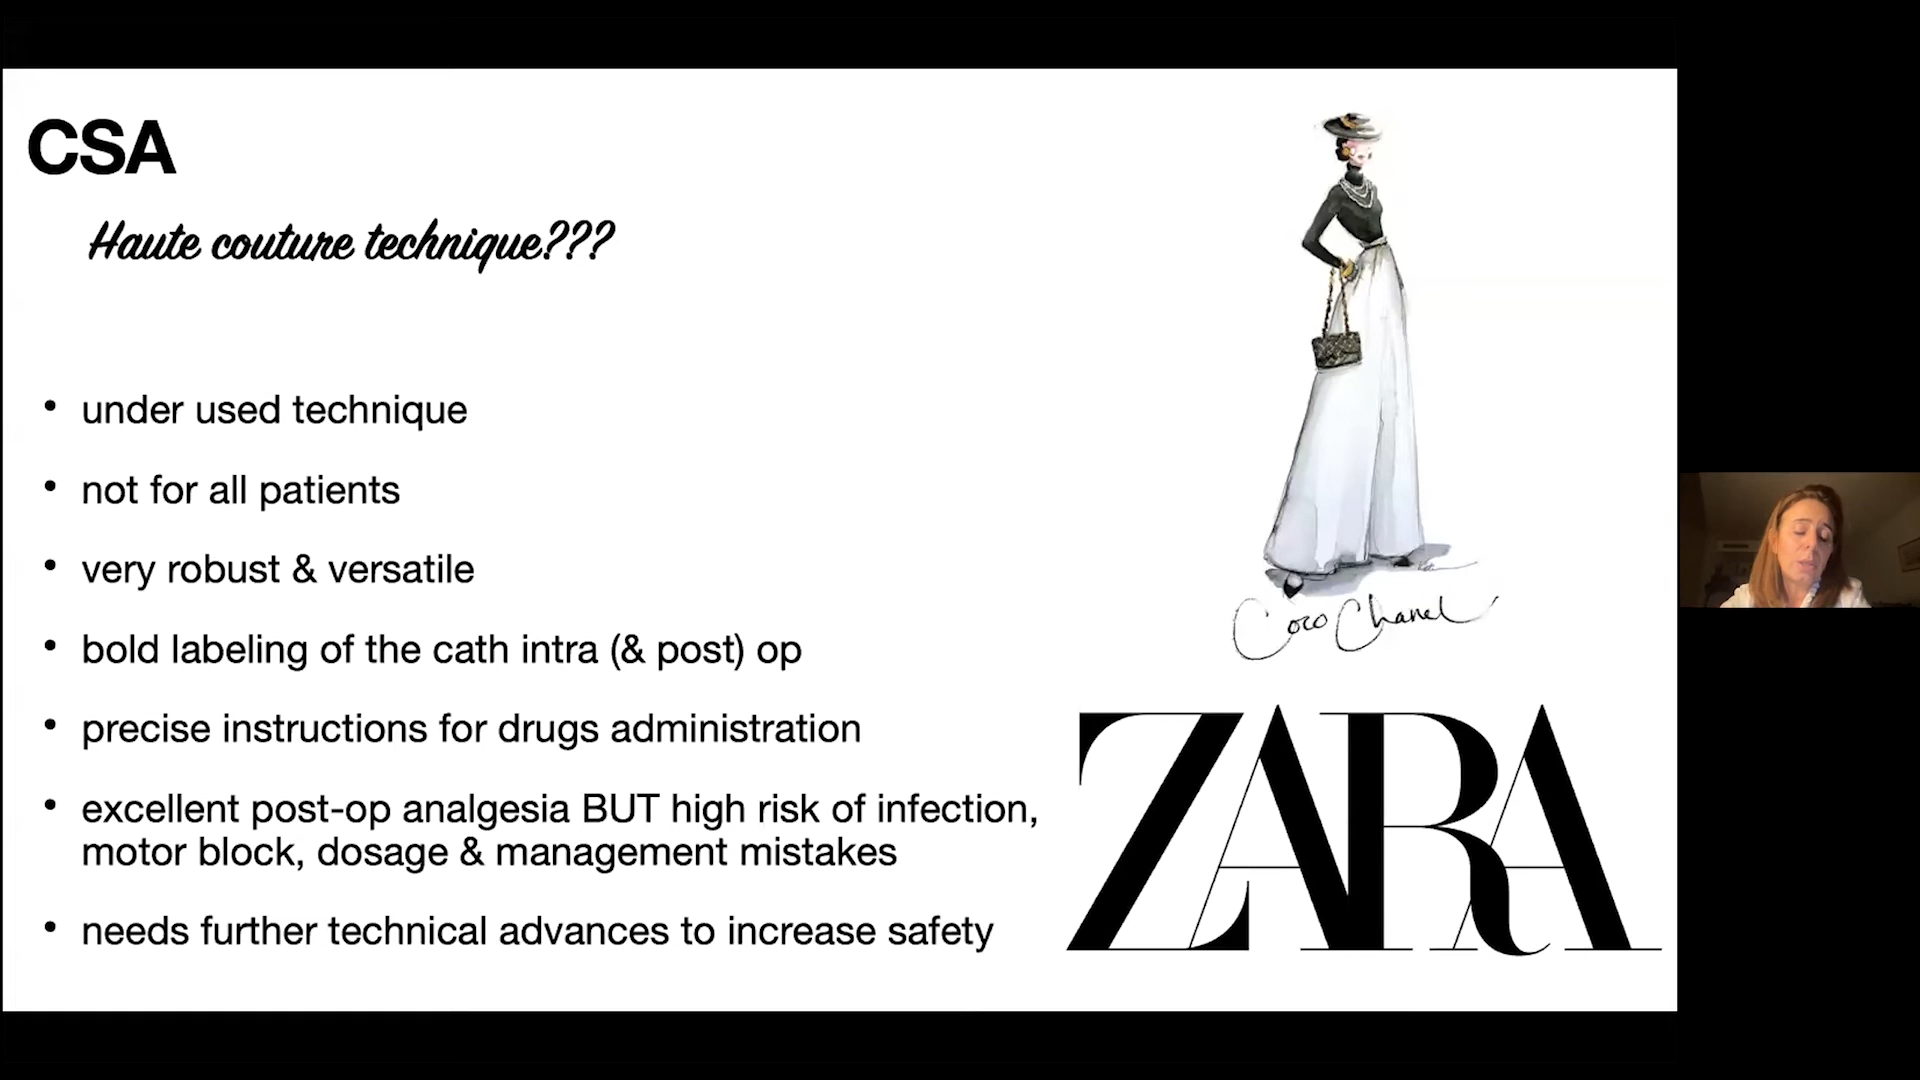 CSA
Haute couture technique???
• under used technique
• not for all patients
• very robust & versatile
• bold labeling of the cath intra (& post) op
• precise instructions for drugs administration
• excellent post-op analgesia BUT high risk of infection,
motor block, dosage & management mistakes
• needs further technical advances to increase safety
Coco Chanel
ZARA